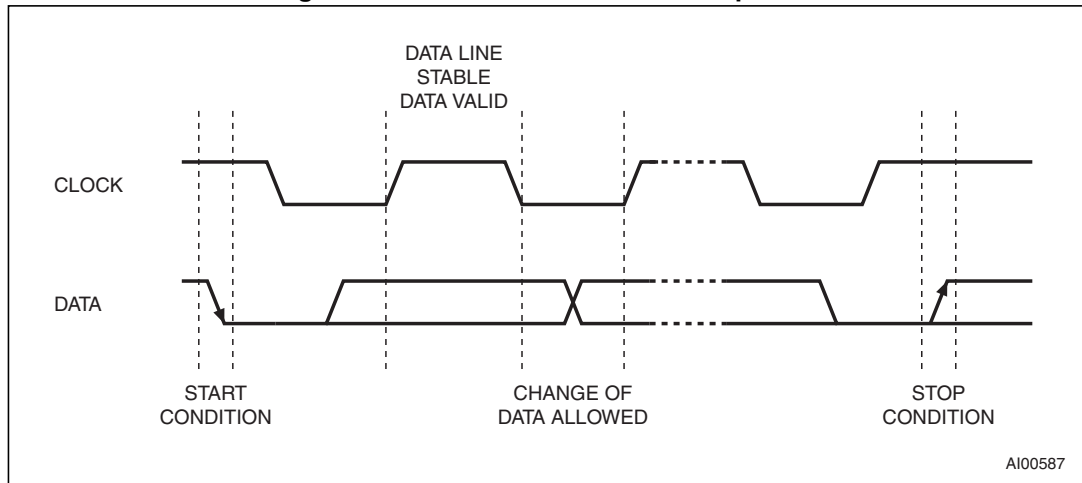 DATA LINE
STABLE
DATA VALID
CLOCK
DATA
START
CONDITION
CHANGE OF
DATA ALLOWED
STOP
CONDITION
AI00587